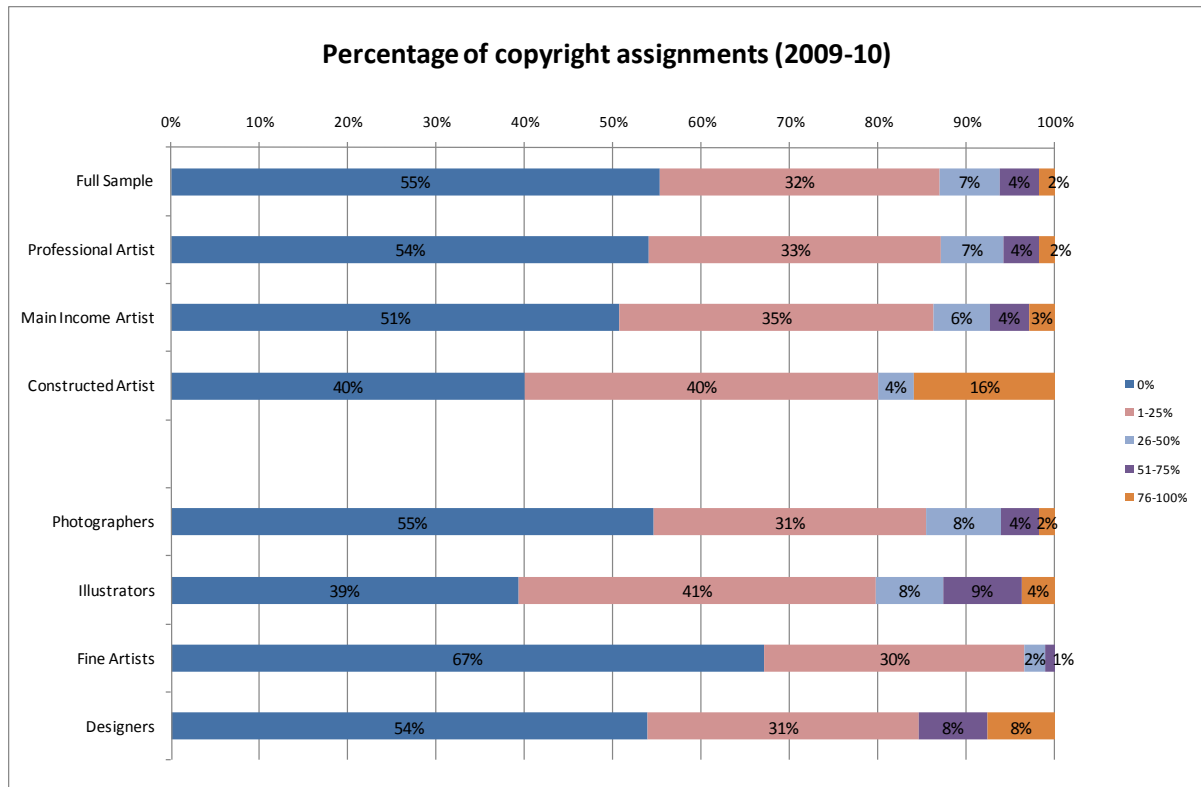 Percentage of copyright assignments (2009-10)
0% 10% 20% 30% 40% 50% 60% 70% 80% 90% 100%
Full Sample 55% 32% 7% 4% 2%
Professional Artist 54% 33% 7% 4% 2%
Main Income Artist 51% 35% 6% 4% 3%
Constructed Artist 40% 40% 4% 16%
0%
1-25%
26-50%
51-75%
76-100%
Photographers 55% 31% 8% 4% 2%
Illustrators 39% 41% 8% 9% 4%
Fine Artists 67% 30% 2% 1%
Designers 54% 31% 8% 8%